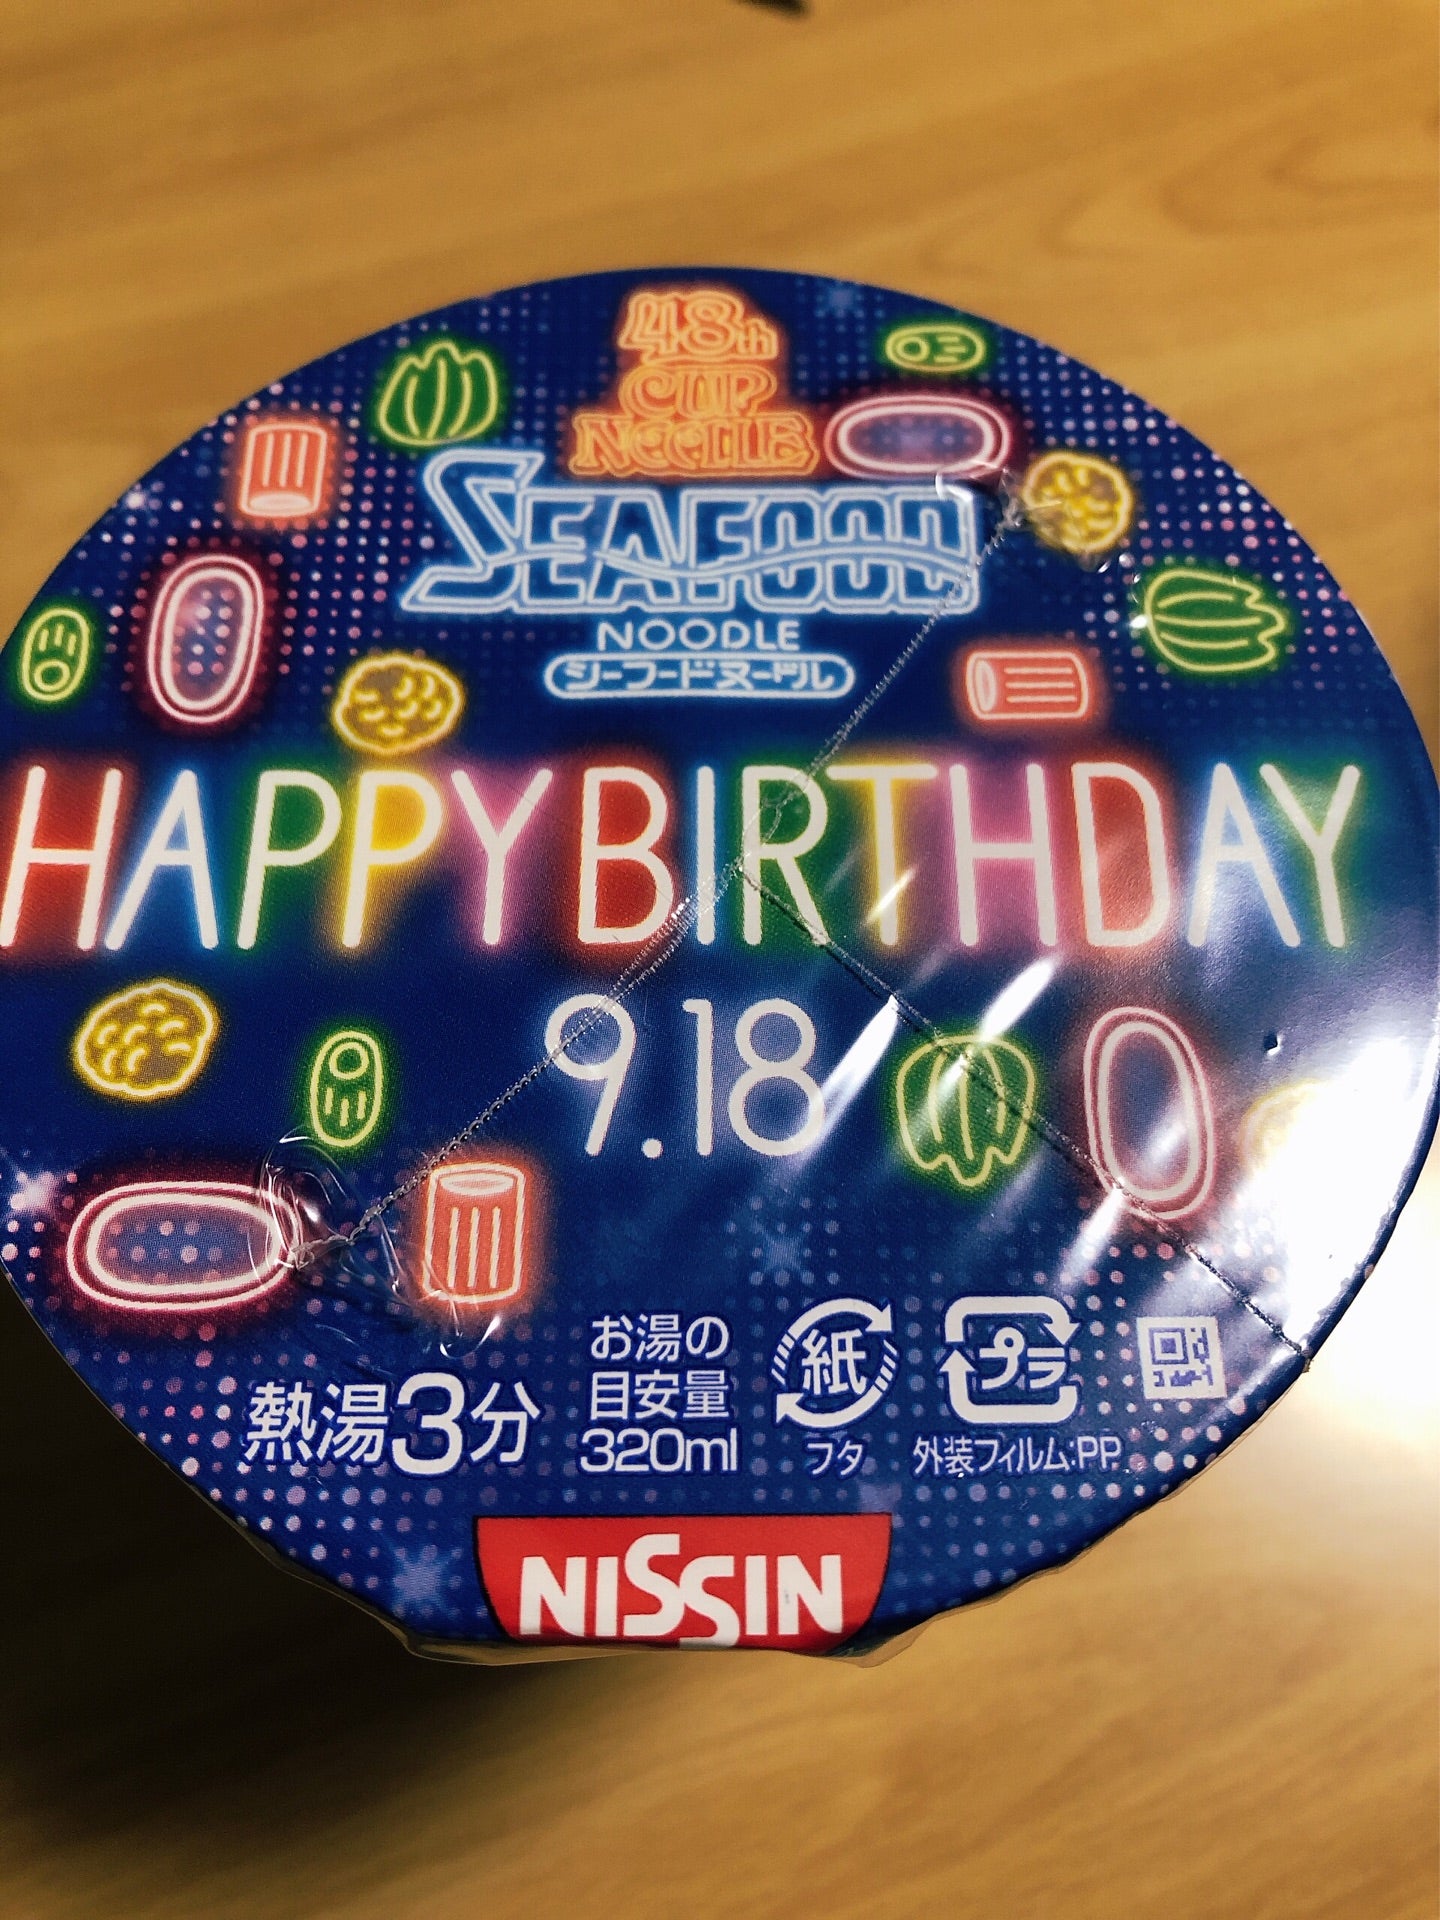 48th
CUP
NOODLE
SEAFOOD
NOODLE
シーフードヌードル
HAPPY BIRTHDAY
9.18
熱湯3分
お湯の
目安量
320ml
紙
フタ
プラ
外装フィルム:PP
NISSIN